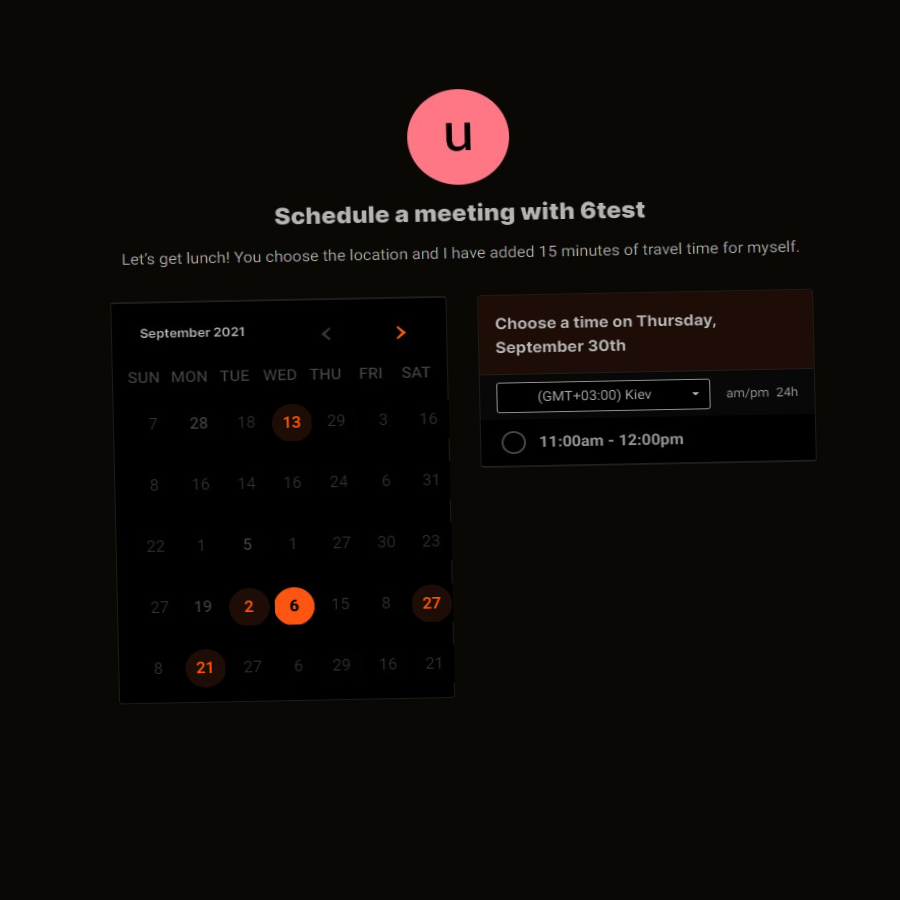 u
Schedule a meeting with 6test
Let's get lunch! You choose the location and I have added 15 minutes of travel time for myself.
September 2021
SUN MON TUE WED THU FRI SAT
7 28 18 13 29 3 16
8 16 14 16 24 6 31
22 1 5 1 27 30 23
27 19 2 6 15 8 27
8 21 27 6 29 16 21
Choose a time on Thursday,
September 30th
(GMT+03:00) Kiev
am/pm 24h
11:00am - 12:00pm